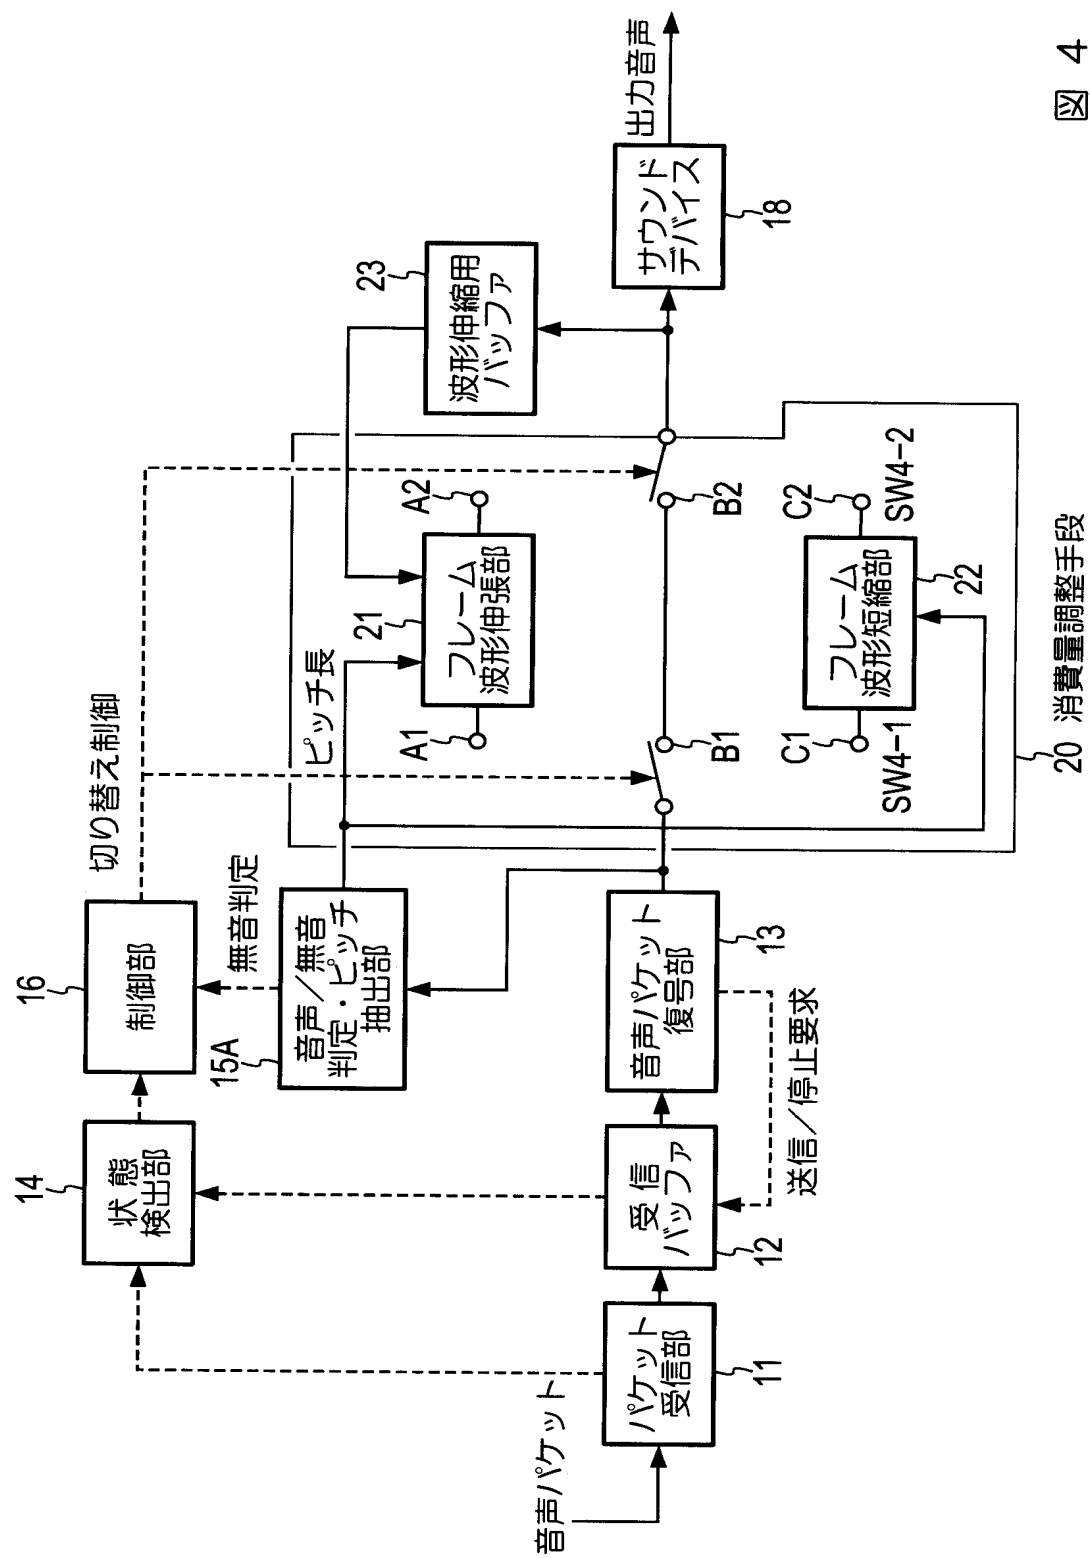 切り替え制御
14
状態
検出部
16
制御部
無音判定
15A
音声/無音
判定・ピッチ
抽出部
ピッチ長
21
フレーム
波形伸張部
A1
A2
23
波形伸縮用
バッファ
音声パケット
パケット
受信部
11
受信
バッファ
12
音声パケット
復号部
13
送信/停止要求
B1
B2
サウンド
デバイス
18
出力音声
フレーム
波形短縮部
22
C1
C2
SW4-1
SW4-2
20 消費量調整手段
図 4